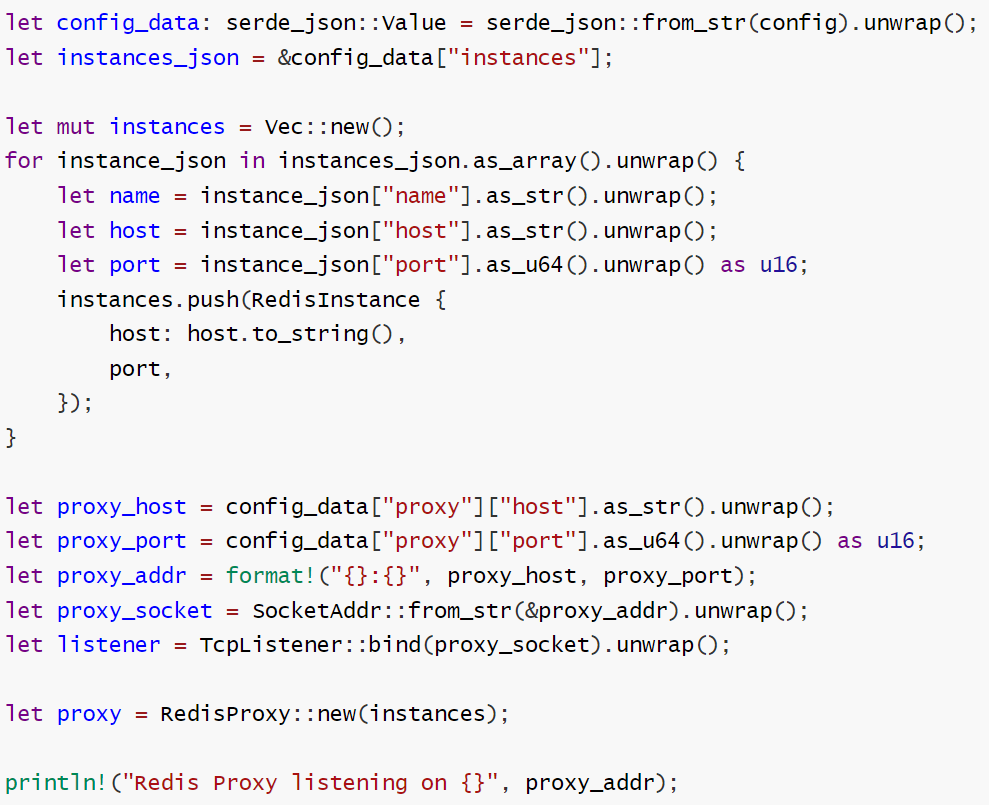 let config_data: serde_json::Value = serde_json::from_str(config).unwrap();
let instances_json = &config_data["instances"];

let mut instances = Vec::new();
for instance_json in instances_json.as_array().unwrap() {
    let name = instance_json["name"].as_str().unwrap();
    let host = instance_json["host"].as_str().unwrap();
    let port = instance_json["port"].as_u64().unwrap() as u16;
    instances.push(RedisInstance {
        host: host.to_string(),
        port,
    });
}

let proxy_host = config_data["proxy"]["host"].as_str().unwrap();
let proxy_port = config_data["proxy"]["port"].as_u64().unwrap() as u16;
let proxy_addr = format!("{}:{}", proxy_host, proxy_port);
let proxy_socket = SocketAddr::from_str(&proxy_addr).unwrap();
let listener = TcpListener::bind(proxy_socket).unwrap();

let proxy = RedisProxy::new(instances);

println!("Redis Proxy listening on {}", proxy_addr);